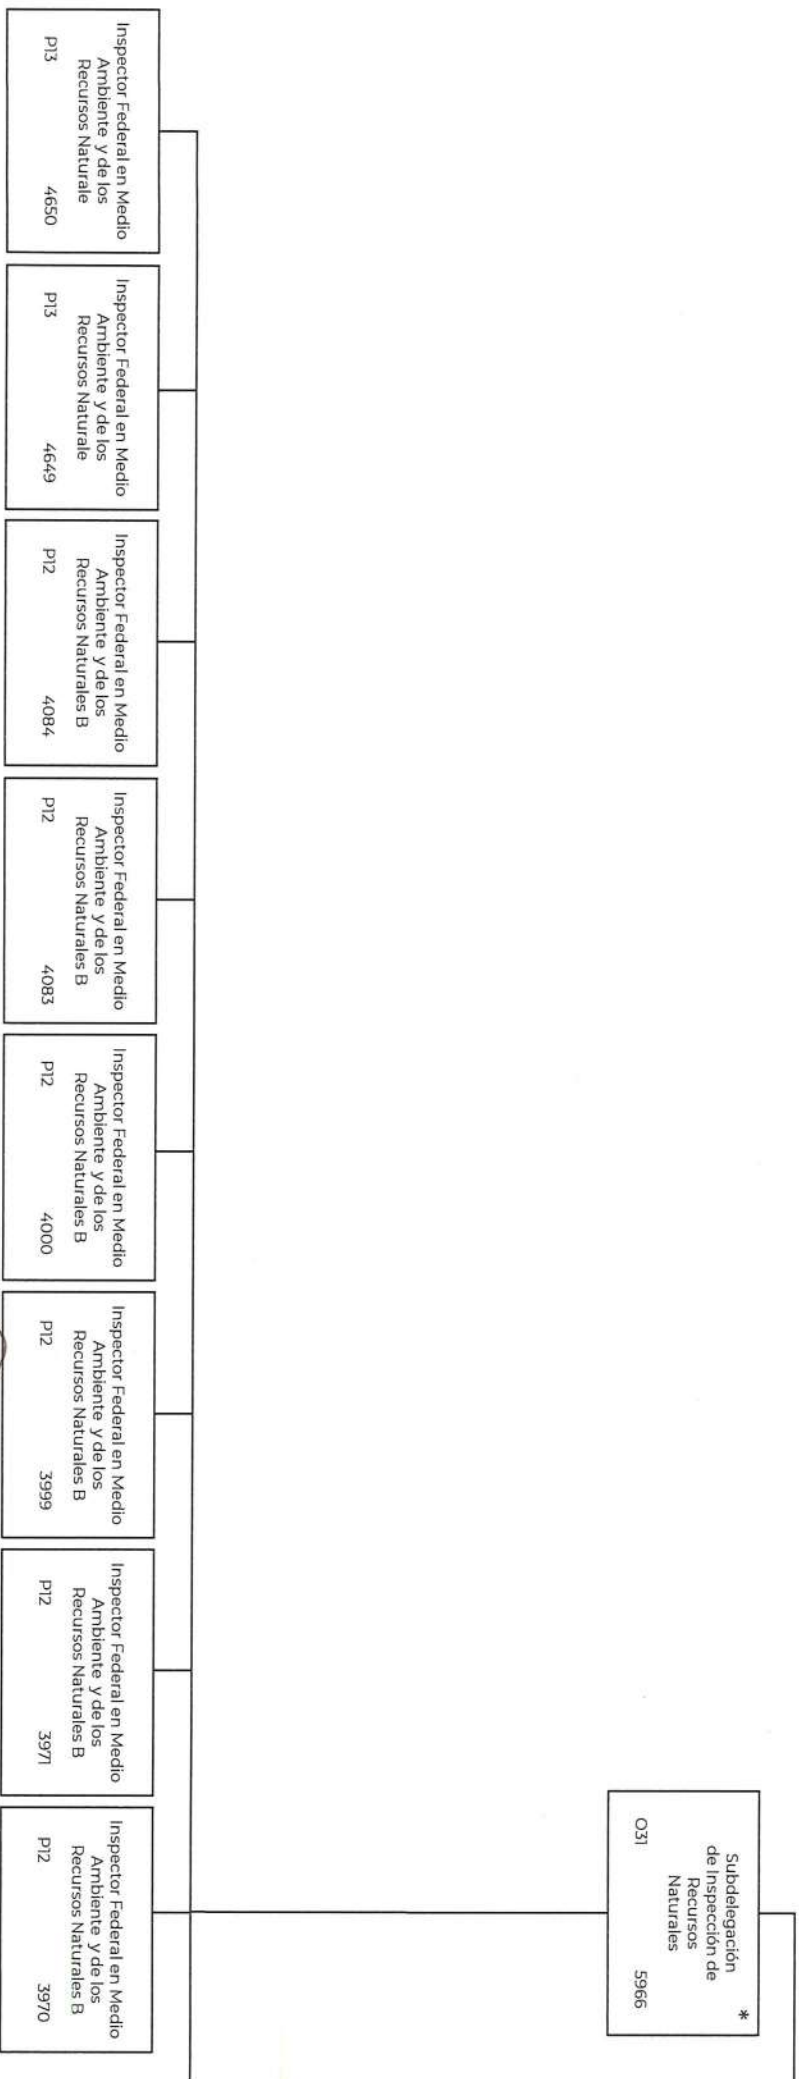 Subdelegación
de Inspección de
Recursos
Naturales
*
O31 5966
Inspector Federal en Medio
Ambiente y de los
Recursos Naturale
P13 4650
Inspector Federal en Medio
Ambiente y de los
Recursos Naturale
P13 4649
Inspector Federal en Medio
Ambiente y de los
Recursos Naturales B
P12 4084
Inspector Federal en Medio
Ambiente y de los
Recursos Naturales B
P12 4083
Inspector Federal en Medio
Ambiente y de los
Recursos Naturales B
P12 4000
Inspector Federal en Medio
Ambiente y de los
Recursos Naturales B
P12 3999
Inspector Federal en Medio
Ambiente y de los
Recursos Naturales B
P12 3971
Inspector Federal en Medio
Ambiente y de los
Recursos Naturales B
P12 3970